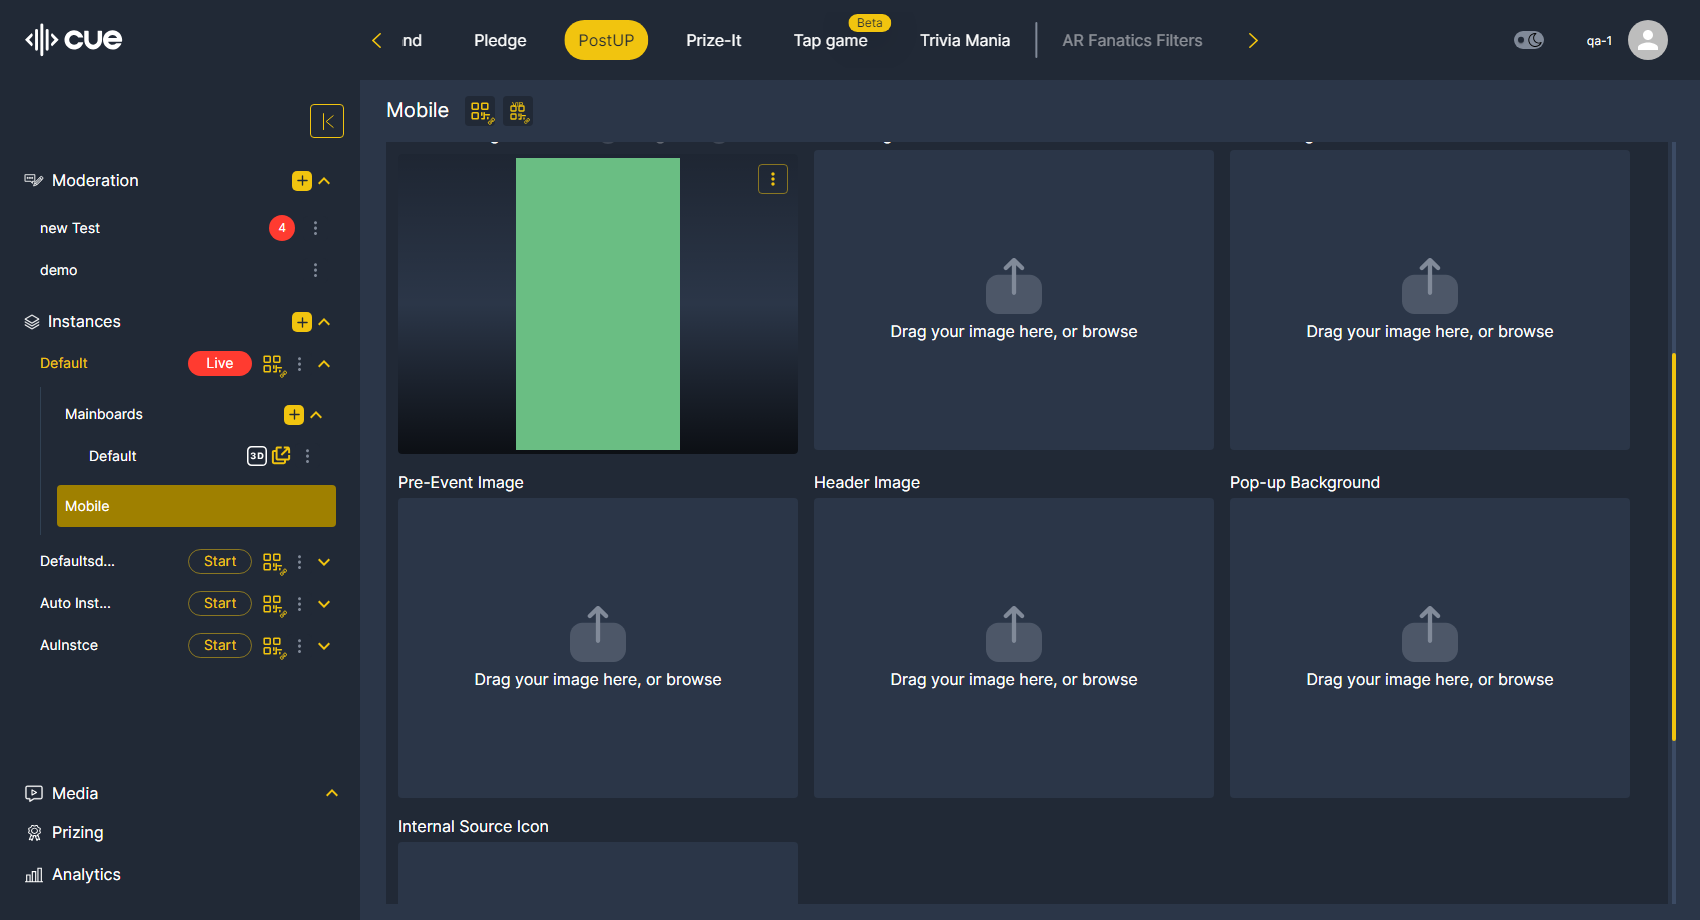 cue
Pledge
PostUP
Prize-It
Beta
Tap game
Trivia Mania
AR Fanatics Filters
qa-1
Mobile
VIP
Moderation
new Test
4
demo
Instances
Default
Live
Mainboards
Default
3D
Mobile
Defaultsd...
Start
Auto Inst...
Start
AuInstce
Start
Media
Prizing
Analytics
Drag your image here, or browse
Drag your image here, or browse
Pre-Event Image
Header Image
Pop-up Background
Drag your image here, or browse
Drag your image here, or browse
Drag your image here, or browse
Internal Source Icon